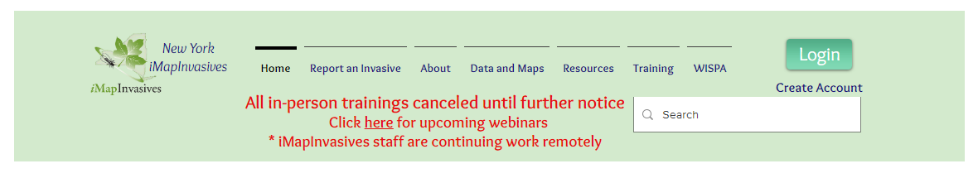 New York
iMapInvasives
iMapInvasives
Home Report an Invasive About Data and Maps Resources Training WISPA
Login
Create Account
All in-person trainings canceled until further notice
Click here for upcoming webinars
* iMapInvasives staff are continuing work remotely
Search